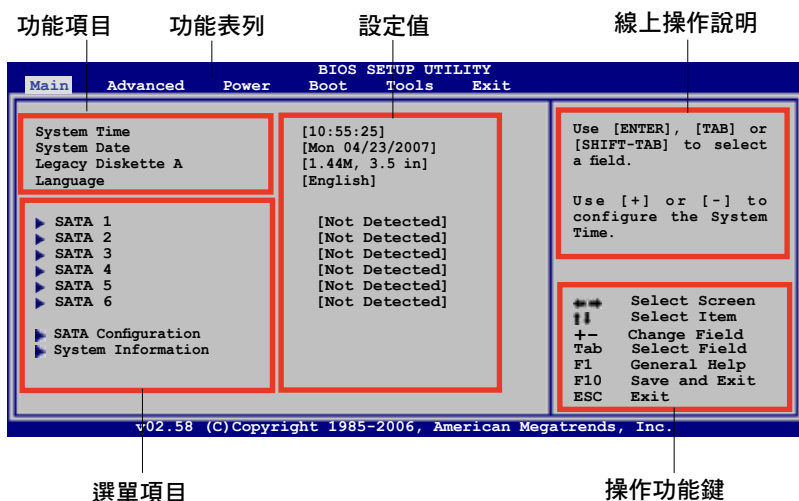 功能項目 功能表列 設定值 線上操作說明
BIOS SETUP UTILITY
Main Advanced Power Boot Tools Exit
System Time [10:55:25]
System Date [Mon 04/23/2007]
Legacy Diskette A [1.44M, 3.5 in]
Language [English]
SATA 1 [Not Detected]
SATA 2 [Not Detected]
SATA 3 [Not Detected]
SATA 4 [Not Detected]
SATA 5 [Not Detected]
SATA 6 [Not Detected]
SATA Configuration
System Information
Use [ENTER], [TAB] or
[SHIFT-TAB] to select
a field.
Use [+] or [-] to
configure the System
Time.
←→ Select Screen
↑↓ Select Item
+- Change Field
Tab Select Field
F1 General Help
F10 Save and Exit
ESC Exit
v02.58 (C)Copyright 1985-2006, American Megatrends, Inc.
選單項目 操作功能鍵